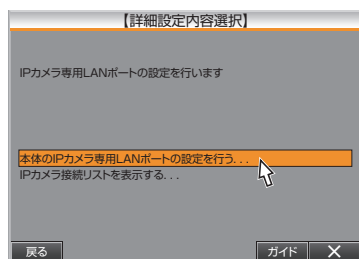 【詳細設定内容選択】
IPカメラ専用LANポートの設定を行います
本体のIPカメラ専用LANポートの設定を行う. . .
IPカメラ接続リストを表示する. . .
戻る
ガイド